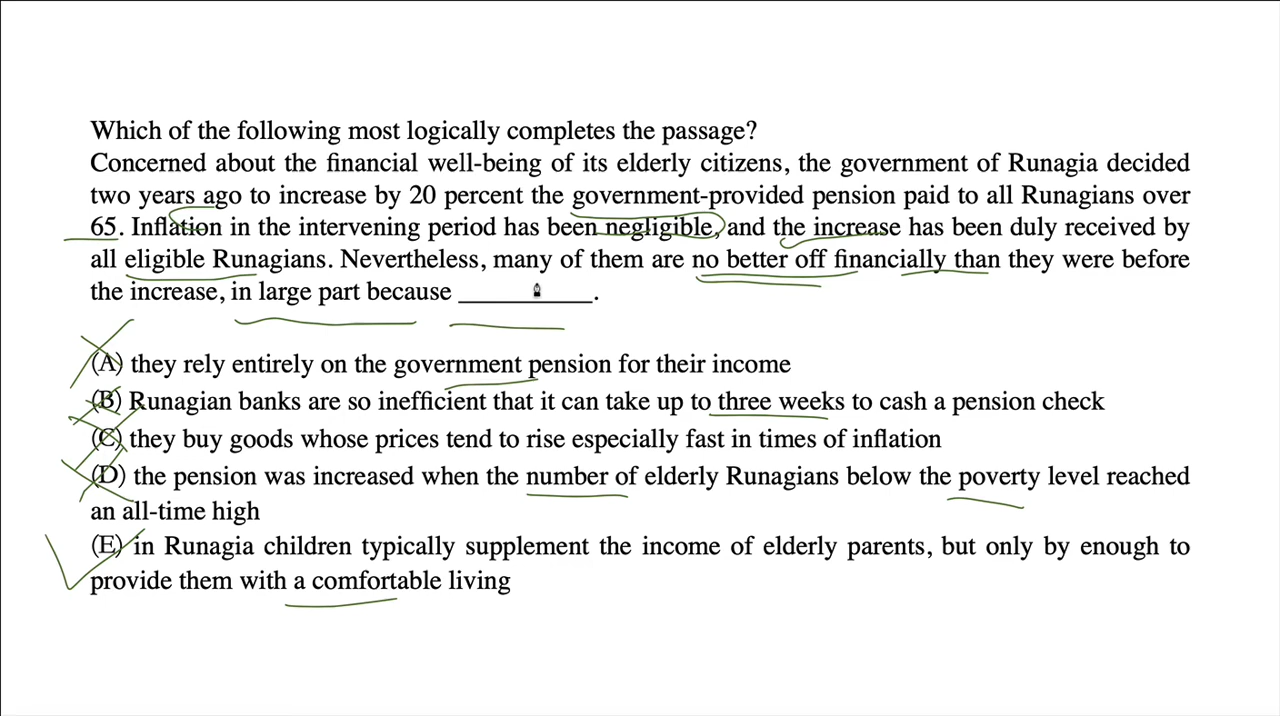 Which of the following most logically completes the passage?
Concerned about the financial well-being of its elderly citizens, the government of Runagia decided
two years ago to increase by 20 percent the government-provided pension paid to all Runagians over
65. Inflation in the intervening period has been negligible, and the increase has been duly received by
all eligible Runagians. Nevertheless, many of them are no better off financially than they were before
the increase, in large part because __________.
(A) they rely entirely on the government pension for their income
(B) Runagian banks are so inefficient that it can take up to three weeks to cash a pension check
(C) they buy goods whose prices tend to rise especially fast in times of inflation
(D) the pension was increased when the number of elderly Runagians below the poverty level reached
an all-time high
(E) in Runagia children typically supplement the income of elderly parents, but only by enough to
provide them with a comfortable living